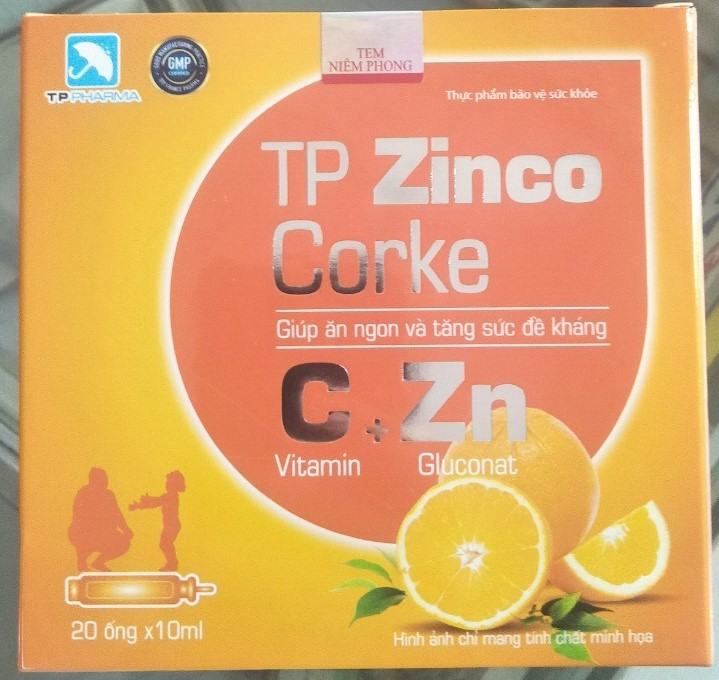 TEM
NIÊM PHONG
TP PHARMA
GMP
Thực phẩm bảo vệ sức khỏe
TP Zinco
Corke
Giúp ăn ngon và tăng sức đề kháng
C + Zn
Vitamin Gluconat
20 ống x10ml
Hình ảnh chỉ mang tính chất minh họa